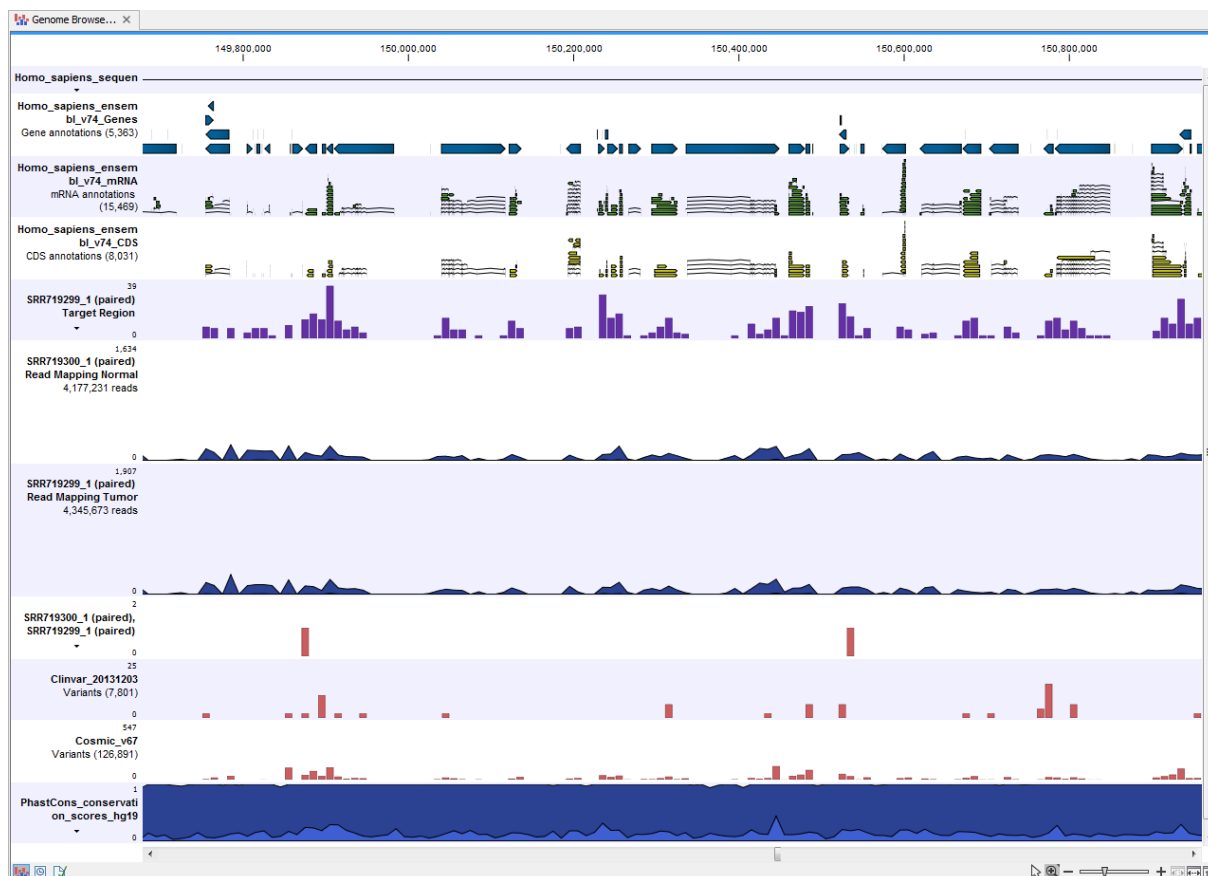 Genome Browse...
149,800,000 150,000,000 150,200,000 150,400,000 150,600,000 150,800,000
Homo_sapiens_sequen
Homo_sapiens_ensem
bl_v74_Genes
Gene annotations (5,363)
Homo_sapiens_ensem
bl_v74_mRNA
mRNA annotations
(15,469)
Homo_sapiens_ensem
bl_v74_CDS
CDS annotations (8,031)
39
SRR719299_1 (paired)
Target Region
0
1,634
SRR719300_1 (paired)
Read Mapping Normal
4,177,231 reads
0
1,907
SRR719299_1 (paired)
Read Mapping Tumor
4,345,673 reads
0
2
SRR719300_1 (paired),
SRR719299_1 (paired)
0
25
Clinvar_20131203
Variants (7,801)
0
547
Cosmic_v67
Variants (126,891)
0
1
PhastCons_conservati
on_scores_hg19
0